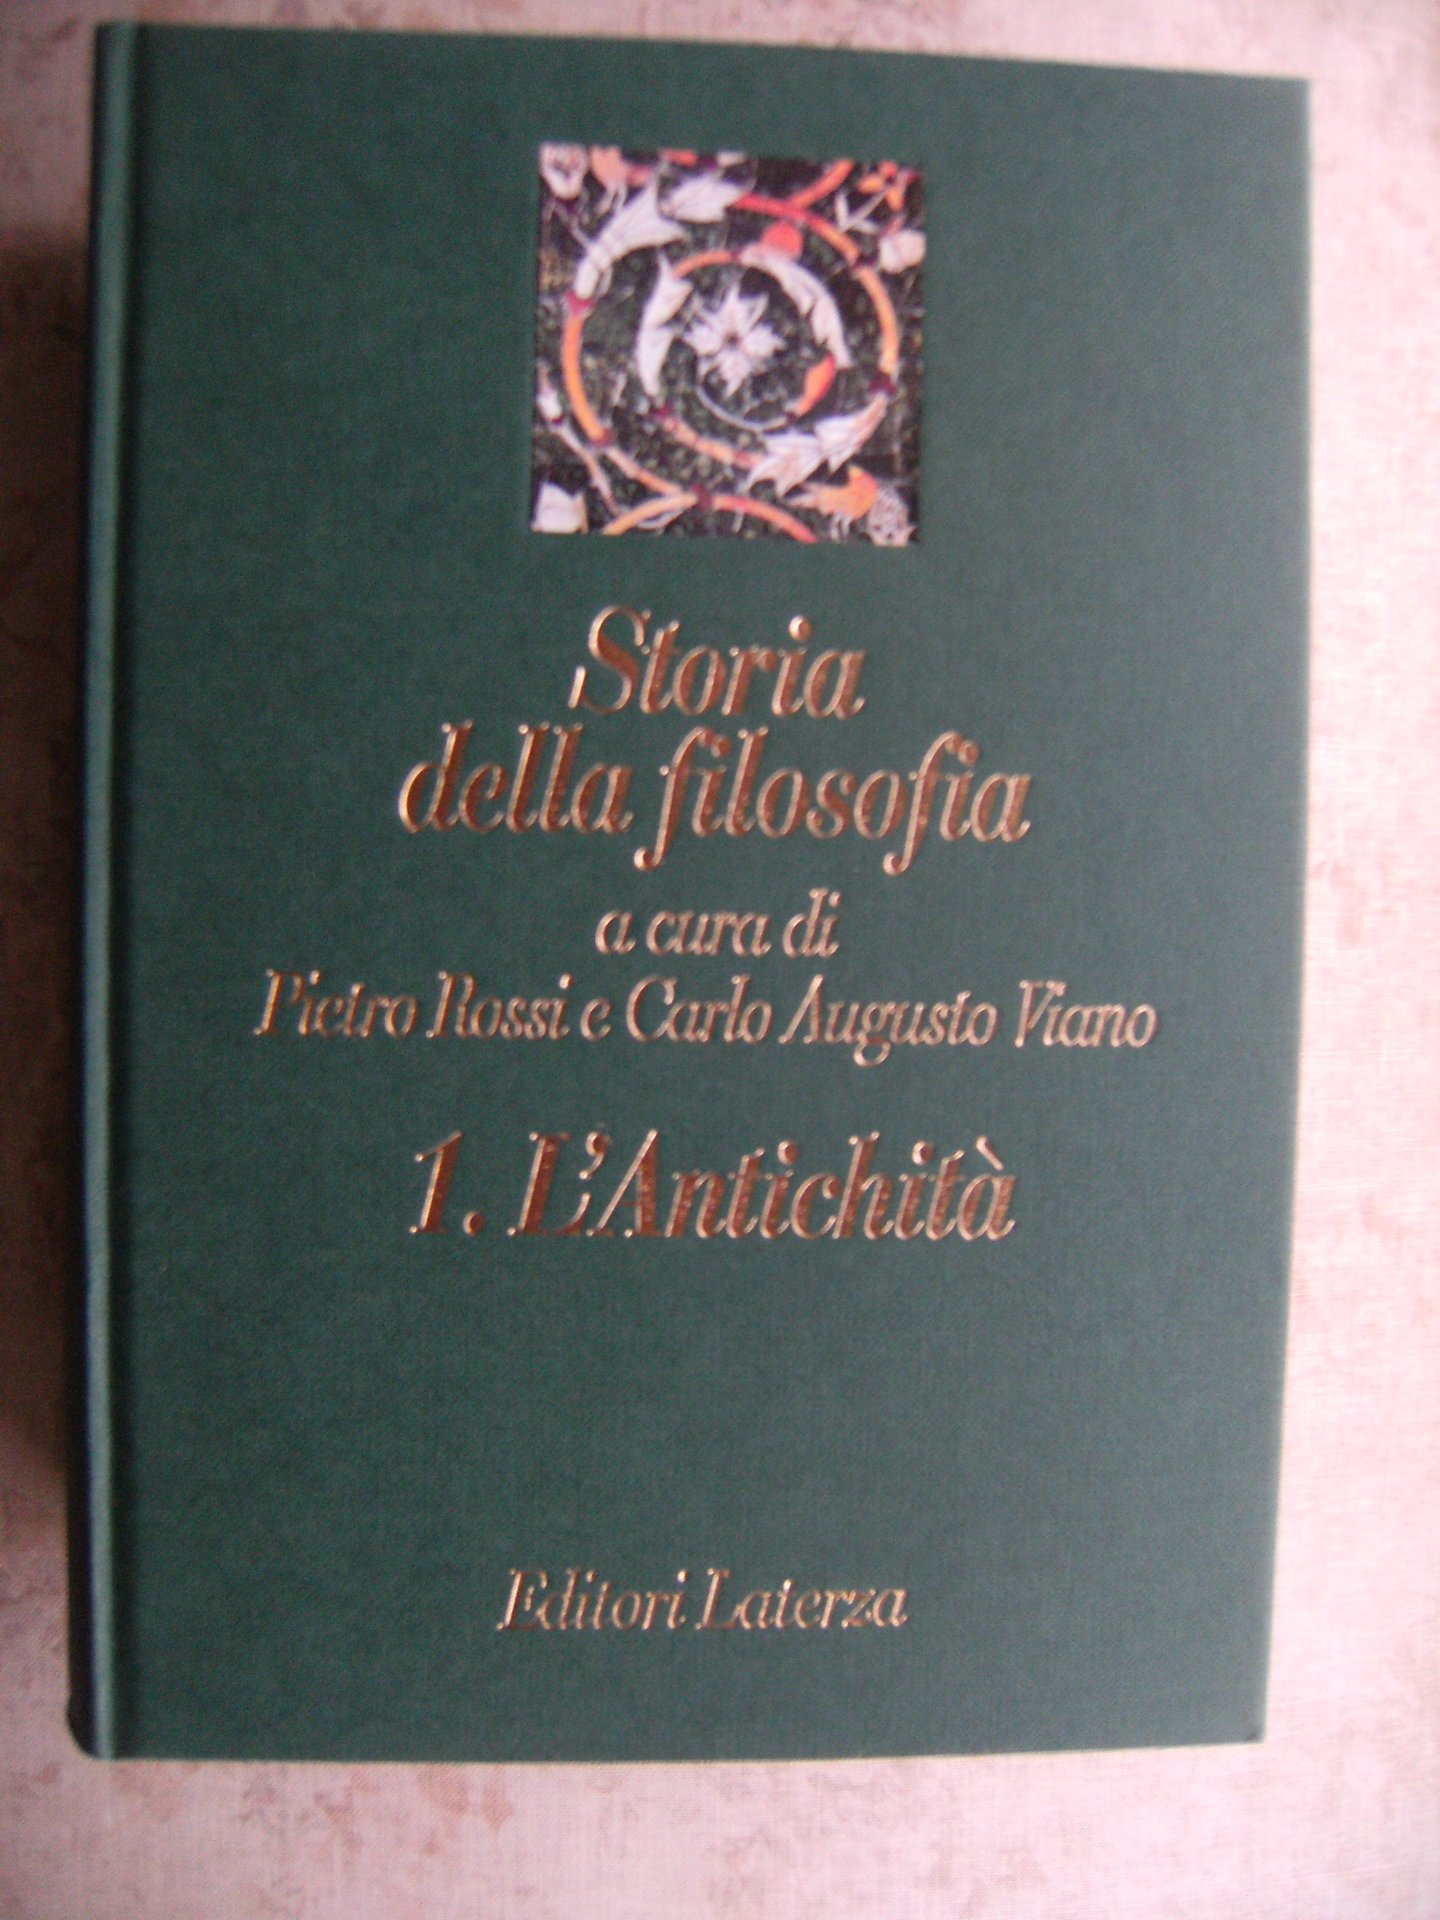 Storia
della filosofia
a cura di
Pietro Rossi e Carlo Augusto Viano
1. L'Antichità
Editori Laterza